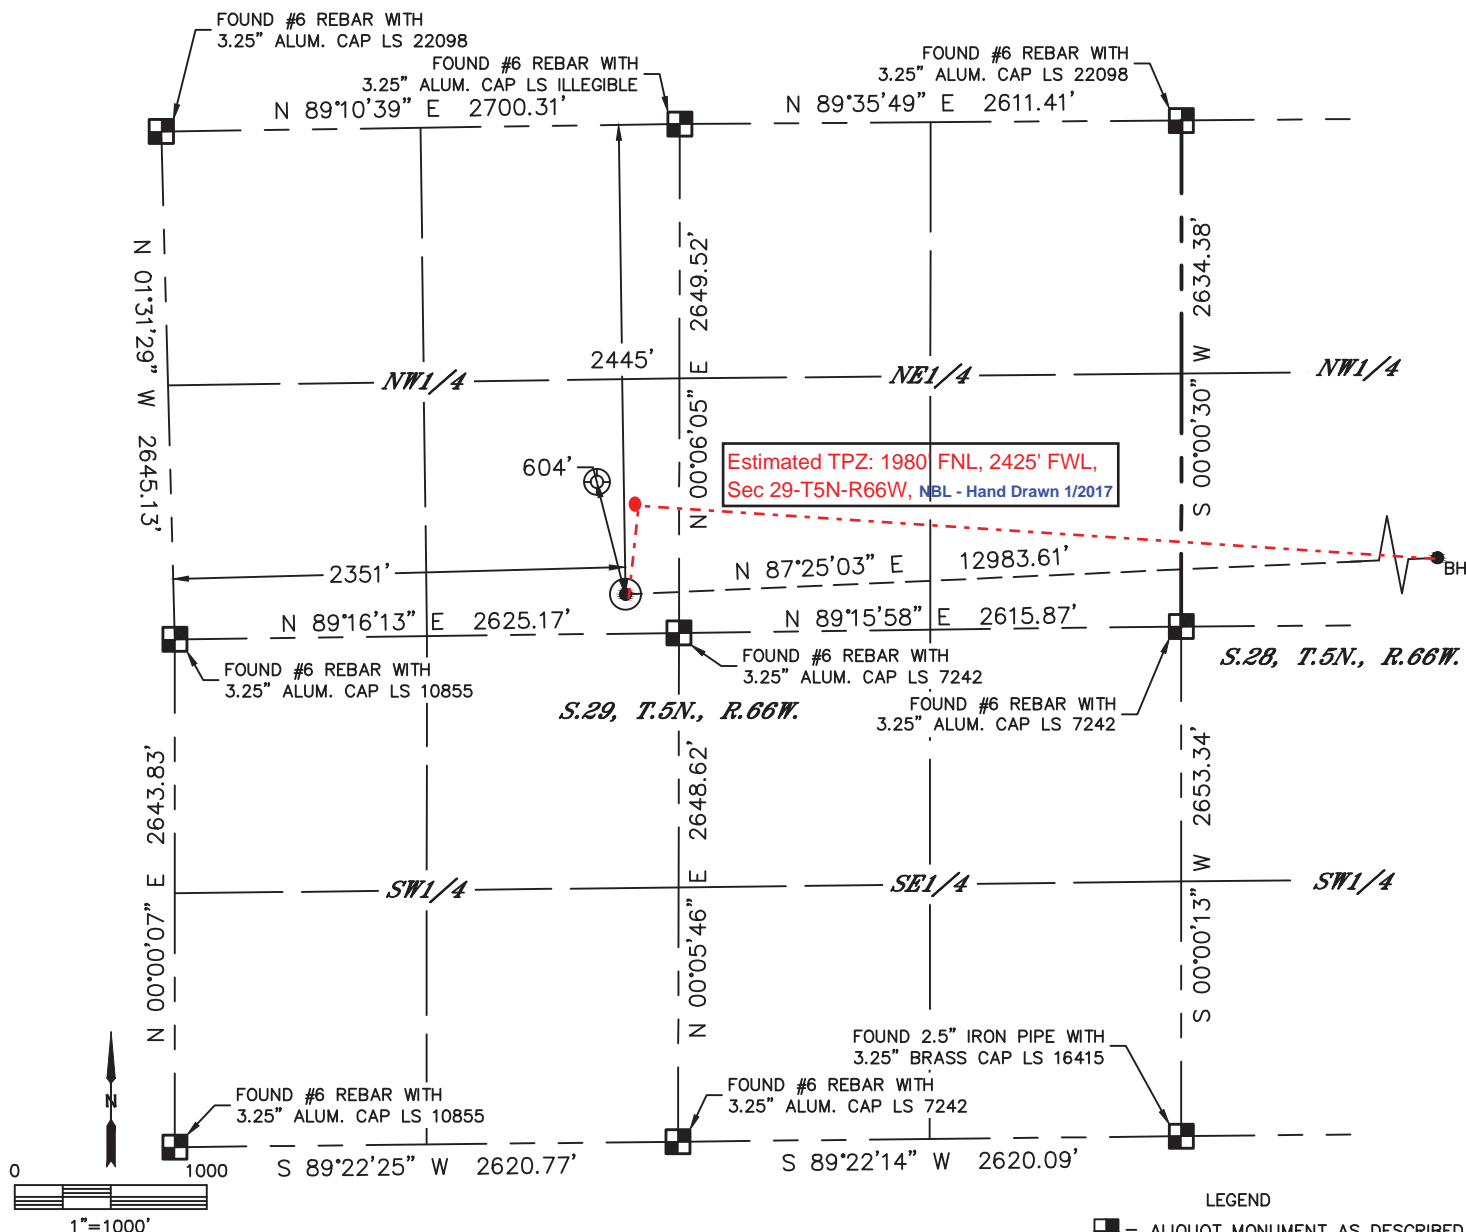 FOUND #6 REBAR WITH
3.25" ALUM. CAP LS 22098
FOUND #6 REBAR WITH
3.25" ALUM. CAP LS ILLEGIBLE
FOUND #6 REBAR WITH
3.25" ALUM. CAP LS 22098
N 89°10'39" E 2700.31'
N 89°35'49" E 2611.41'
N 01°31'29" W 2645.13'
N 00°06'05" E 2649.52'
S 00°00'30" W 2634.38'
2445'
NW1/4
NE1/4
NW1/4
604'
Estimated TPZ: 1980' FNL, 2425' FWL,
Sec 29-T5N-R66W, NBL - Hand Drawn 1/2017
2351'
N 87°25'03" E 12983.61'
BH
N 89°16'13" E 2625.17'
N 89°15'58" E 2615.87'
FOUND #6 REBAR WITH
3.25" ALUM. CAP LS 10855
FOUND #6 REBAR WITH
3.25" ALUM. CAP LS 7242
S.28, T.5N., R.66W.
S.29, T.5N., R.66W.
FOUND #6 REBAR WITH
3.25" ALUM. CAP LS 7242
N 00°00'07" E 2643.83'
N 00°05'46" E 2648.62'
S 00°00'13" W 2653.34'
SW1/4
SE1/4
SW1/4
FOUND 2.5" IRON PIPE WITH
3.25" BRASS CAP LS 16415
FOUND #6 REBAR WITH
3.25" ALUM. CAP LS 10855
FOUND #6 REBAR WITH
3.25" ALUM. CAP LS 7242
N
S 89°22'25" W 2620.77'
S 89°22'14" W 2620.09'
0 1000
1"=1000'
LEGEND
= ALIQUOT MONUMENT AS DESCRIBED